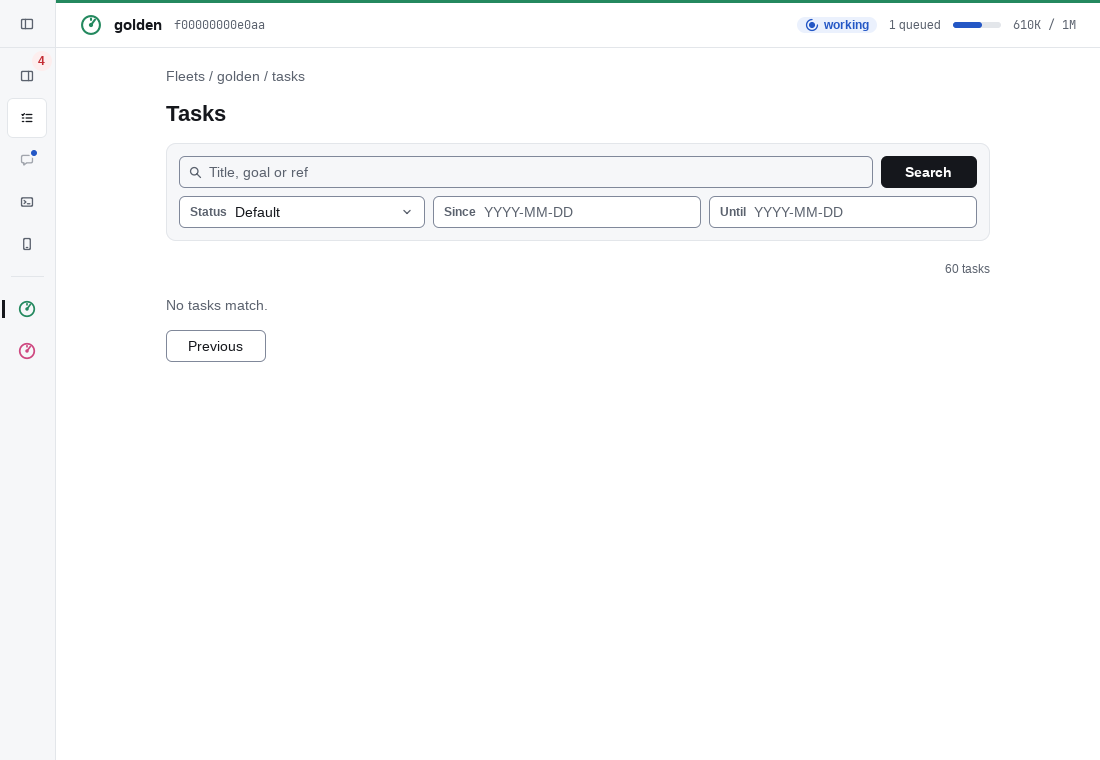 golden f00000000e0aa working 1 queued 610K / 1M
4
Fleets / golden / tasks
Tasks
Title, goal or ref Search
Status Default Since YYYY-MM-DD Until YYYY-MM-DD
60 tasks
No tasks match.
Previous